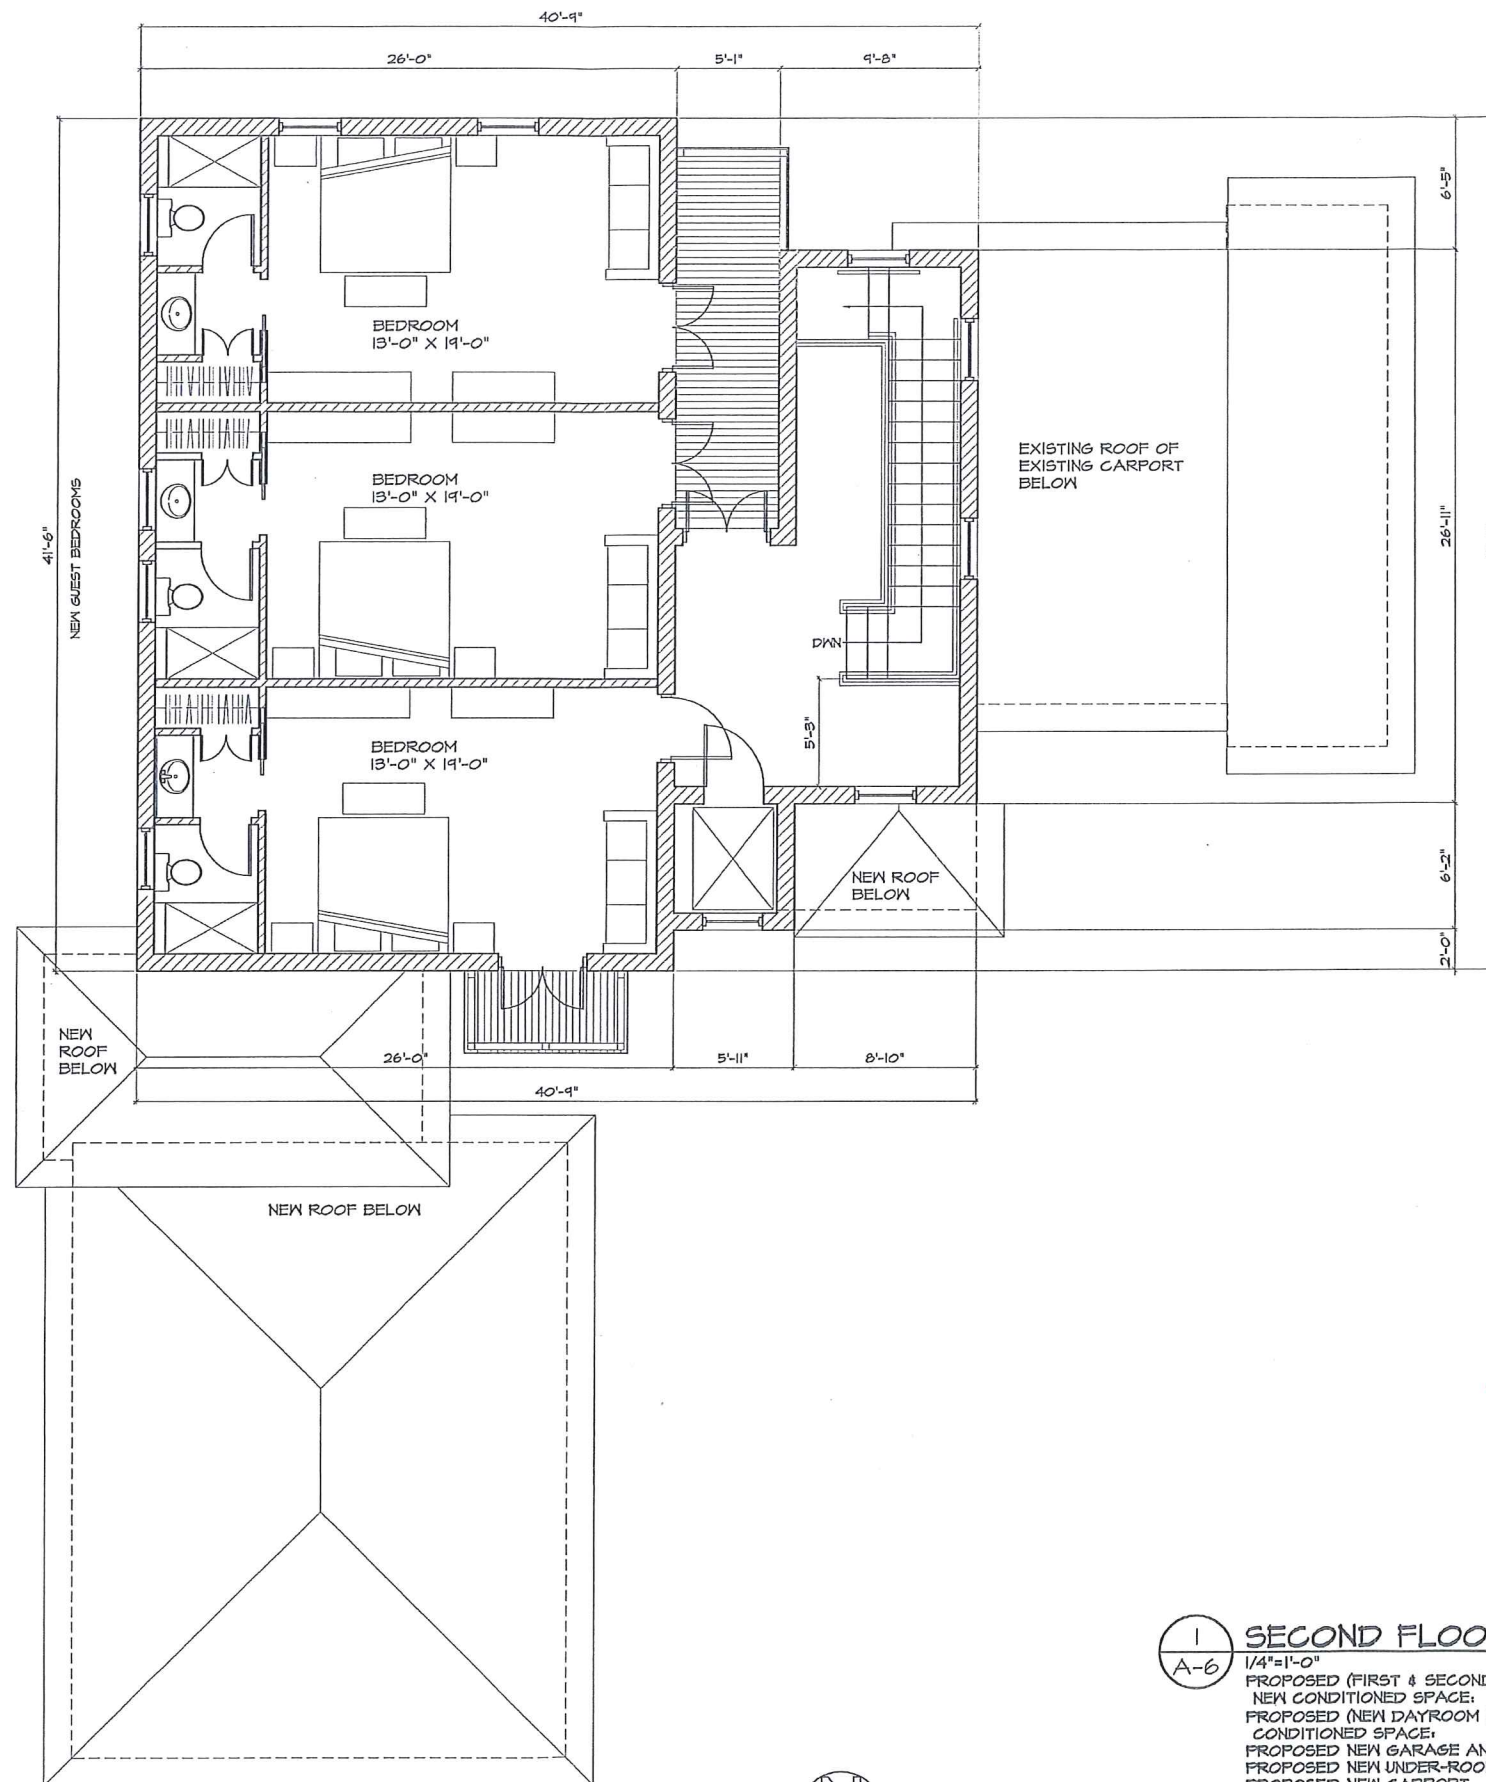 40'-9"
26'-0"
5'-1"
9'-8"
6'-5"
BEDROOM
13'-0" X 19'-0"
EXISTING ROOF OF
EXISTING CARPORT
BELOW
BEDROOM
13'-0" X 19'-0"
41'-6"
NEW GUEST BEDROOMS
26'-11"
DWN
5'-3"
BEDROOM
13'-0" X 19'-0"
NEW ROOF
BELOW
6'-2"
2'-0"
NEW
ROOF
BELOW
26'-0"
5'-11"
8'-10"
40'-9"
NEW ROOF BELOW
1
A-6
SECOND FLOO
1/4"=1'-0"
PROPOSED (FIRST & SECOND
NEW CONDITIONED SPACE:
PROPOSED (NEW DAYROOM
CONDITIONED SPACE:
PROPOSED NEW GARAGE AN
PROPOSED NEW UNDER-ROO
PROPOSED NEW CARPORT